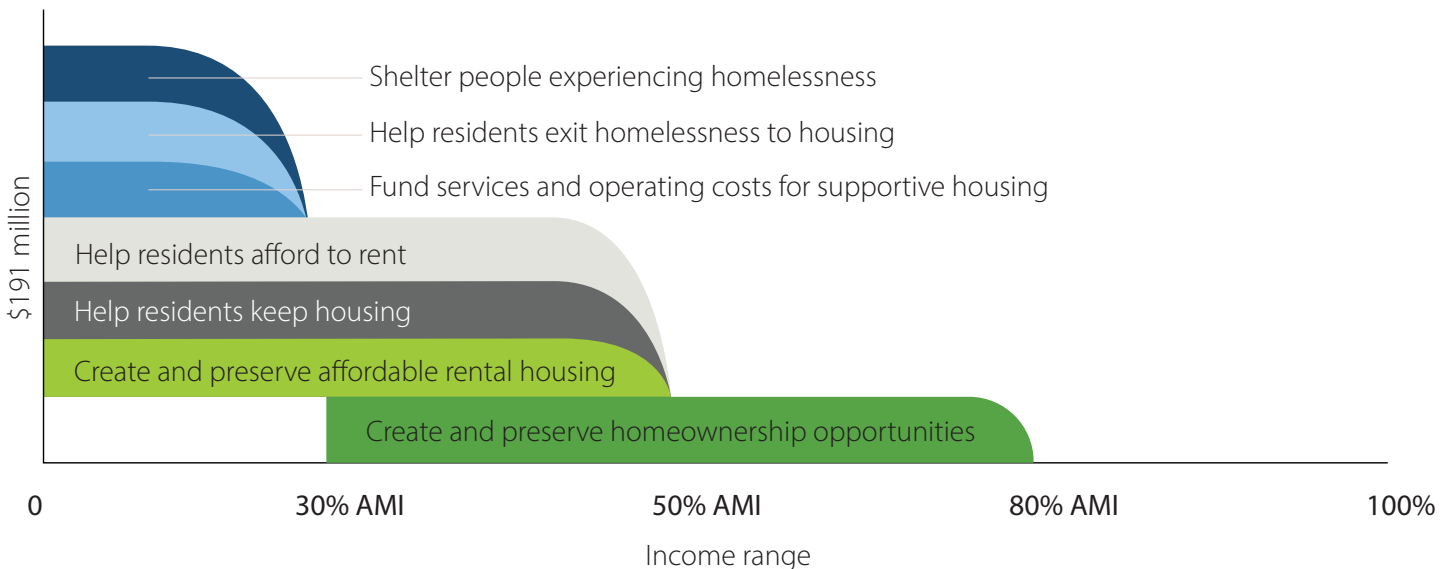 Shelter people experiencing homelessness
Help residents exit homelessness to housing
Fund services and operating costs for supportive housing
$191 million
Help residents afford to rent
Help residents keep housing
Create and preserve affordable rental housing
Create and preserve homeownership opportunities
0 30% AMI 50% AMI 80% AMI 100%
Income range